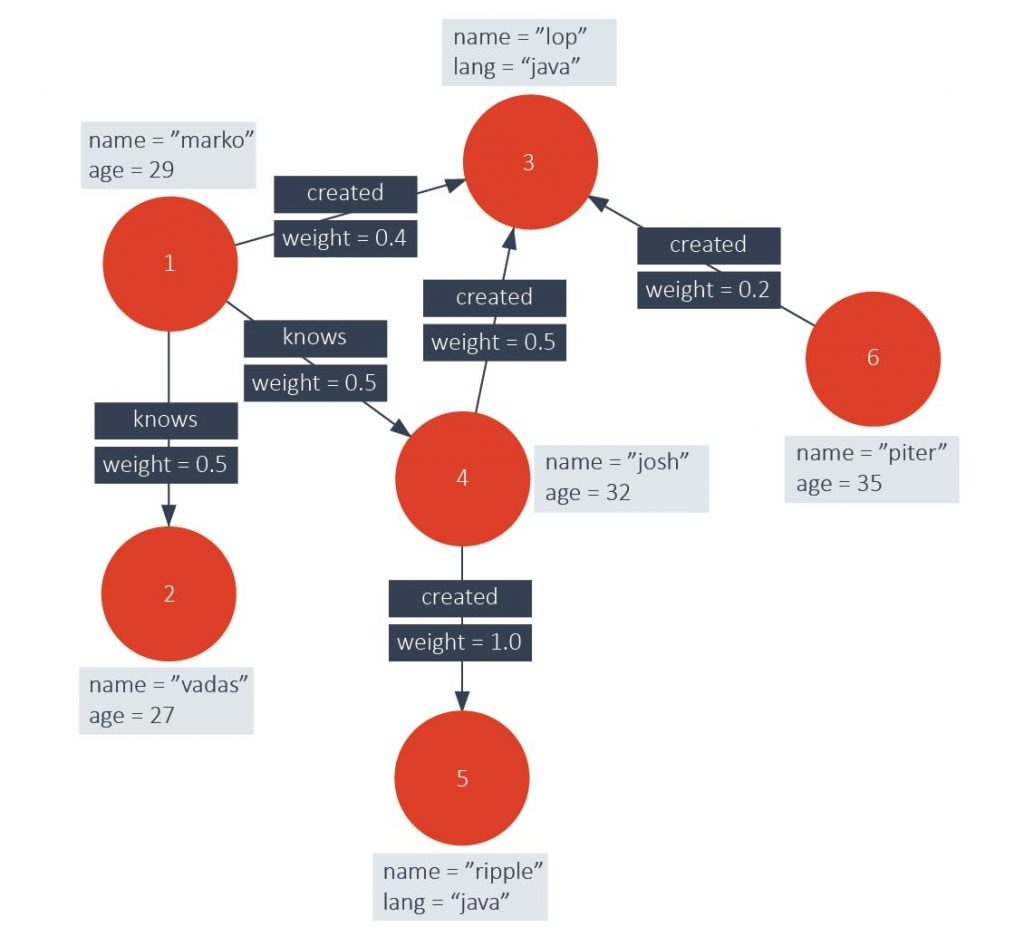 name = ”lop”
lang = “java”
name = ”marko”
age = 29
3
created
weight = 0.4
1
created
weight = 0.2
created
weight = 0.5
knows
weight = 0.5
6
knows
weight = 0.5
name = ”piter”
age = 35
4
name = ”josh”
age = 32
2
created
weight = 1.0
name = ”vadas”
age = 27
5
name = ”ripple”
lang = “java”